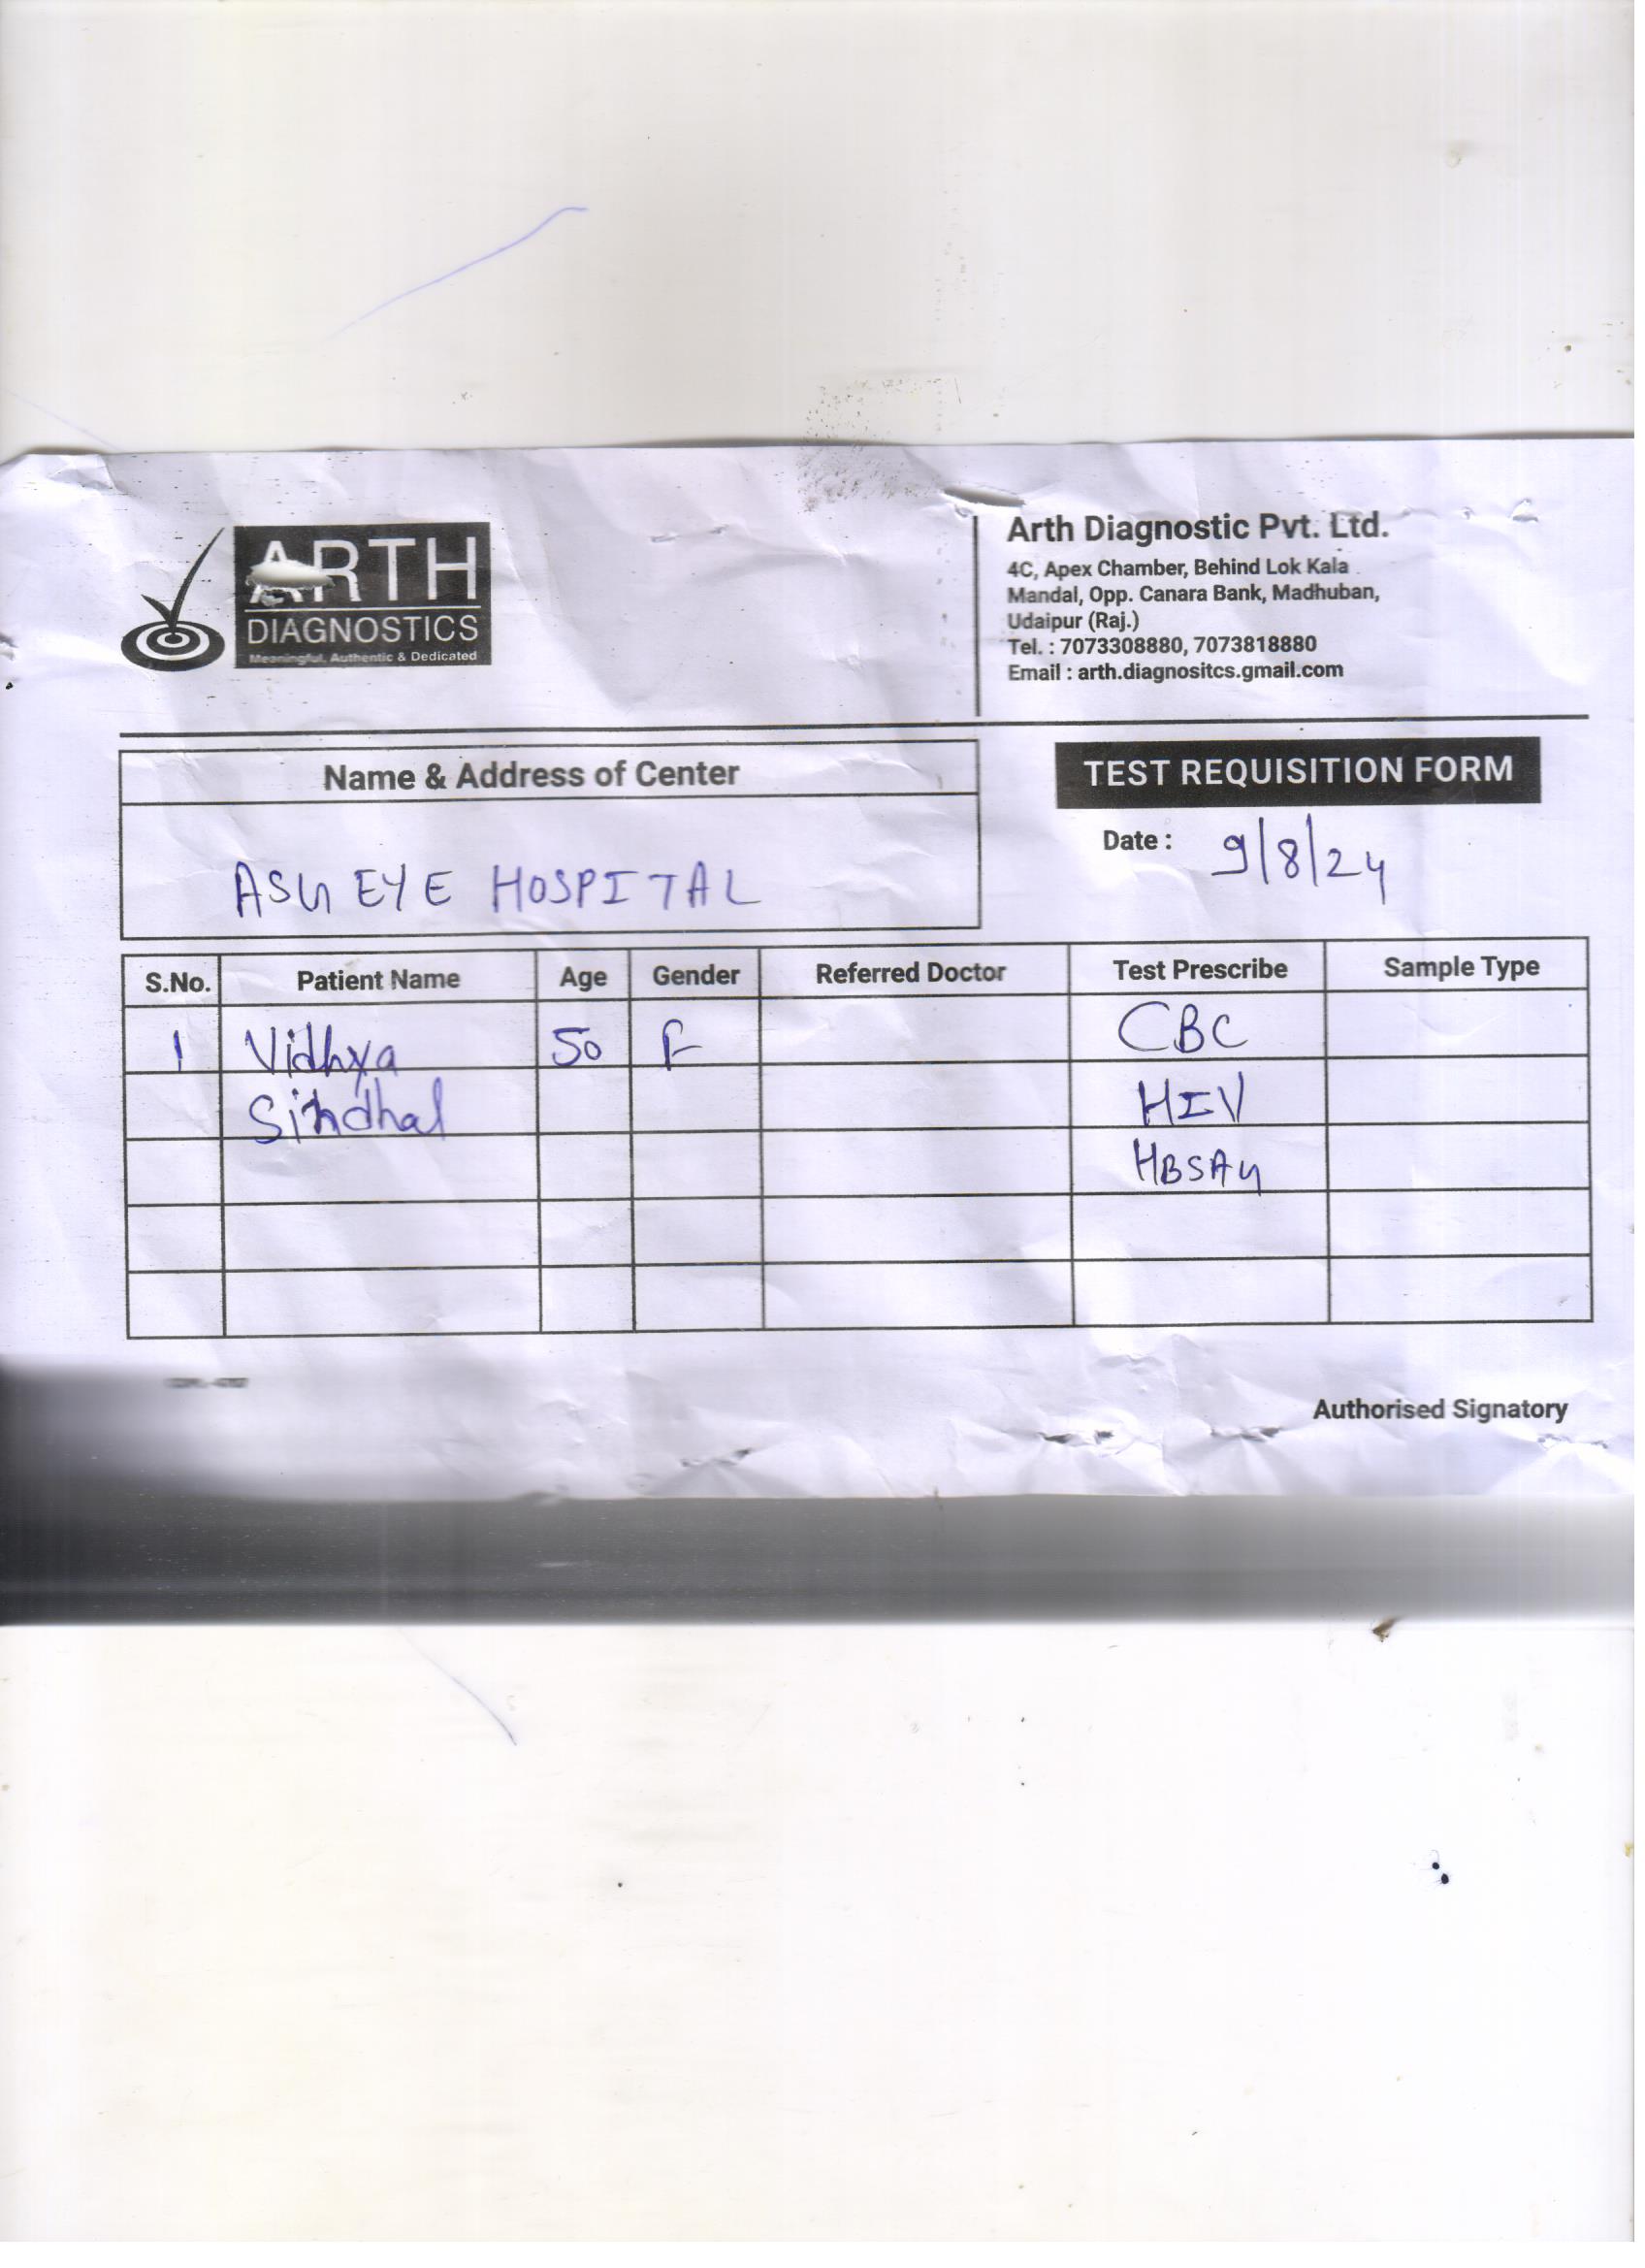 ARTH
DIAGNOSTICS
Meaningful, Authentic & Dedicated
Arth Diagnostic Pvt. Ltd.
4C, Apex Chamber, Behind Lok Kala
Mandal, Opp. Canara Bank, Madhuban,
Udaipur (Raj.)
Tel. : 7073308880, 7073818880
Email : arth.diagnositcs.gmail.com
Name & Address of Center
TEST REQUISITION FORM
Date : 9/8/24
ASG EYE HOSPITAL
S.No. Patient Name Age Gender Referred Doctor Test Prescribe Sample Type
1 Vidhya 50 F CBC
Sindhal HIV
HBSAG
Authorised Signatory